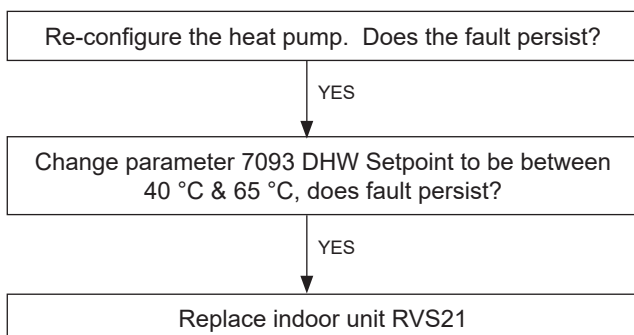 Re-configure the heat pump.  Does the fault persist?
YES
Change parameter 7093 DHW Setpoint to be between
40 °C & 65 °C, does fault persist?
YES
Replace indoor unit RVS21